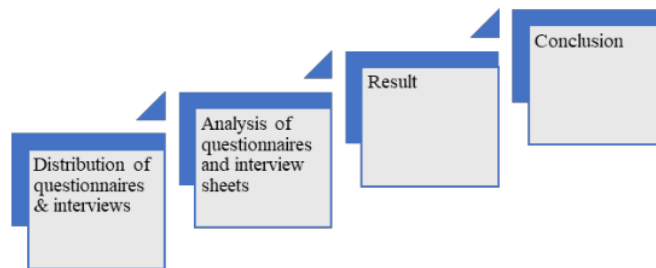 Distribution of
questionnaires
& interviews
Analysis of
questionnaires
and interview
sheets
Result
Conclusion